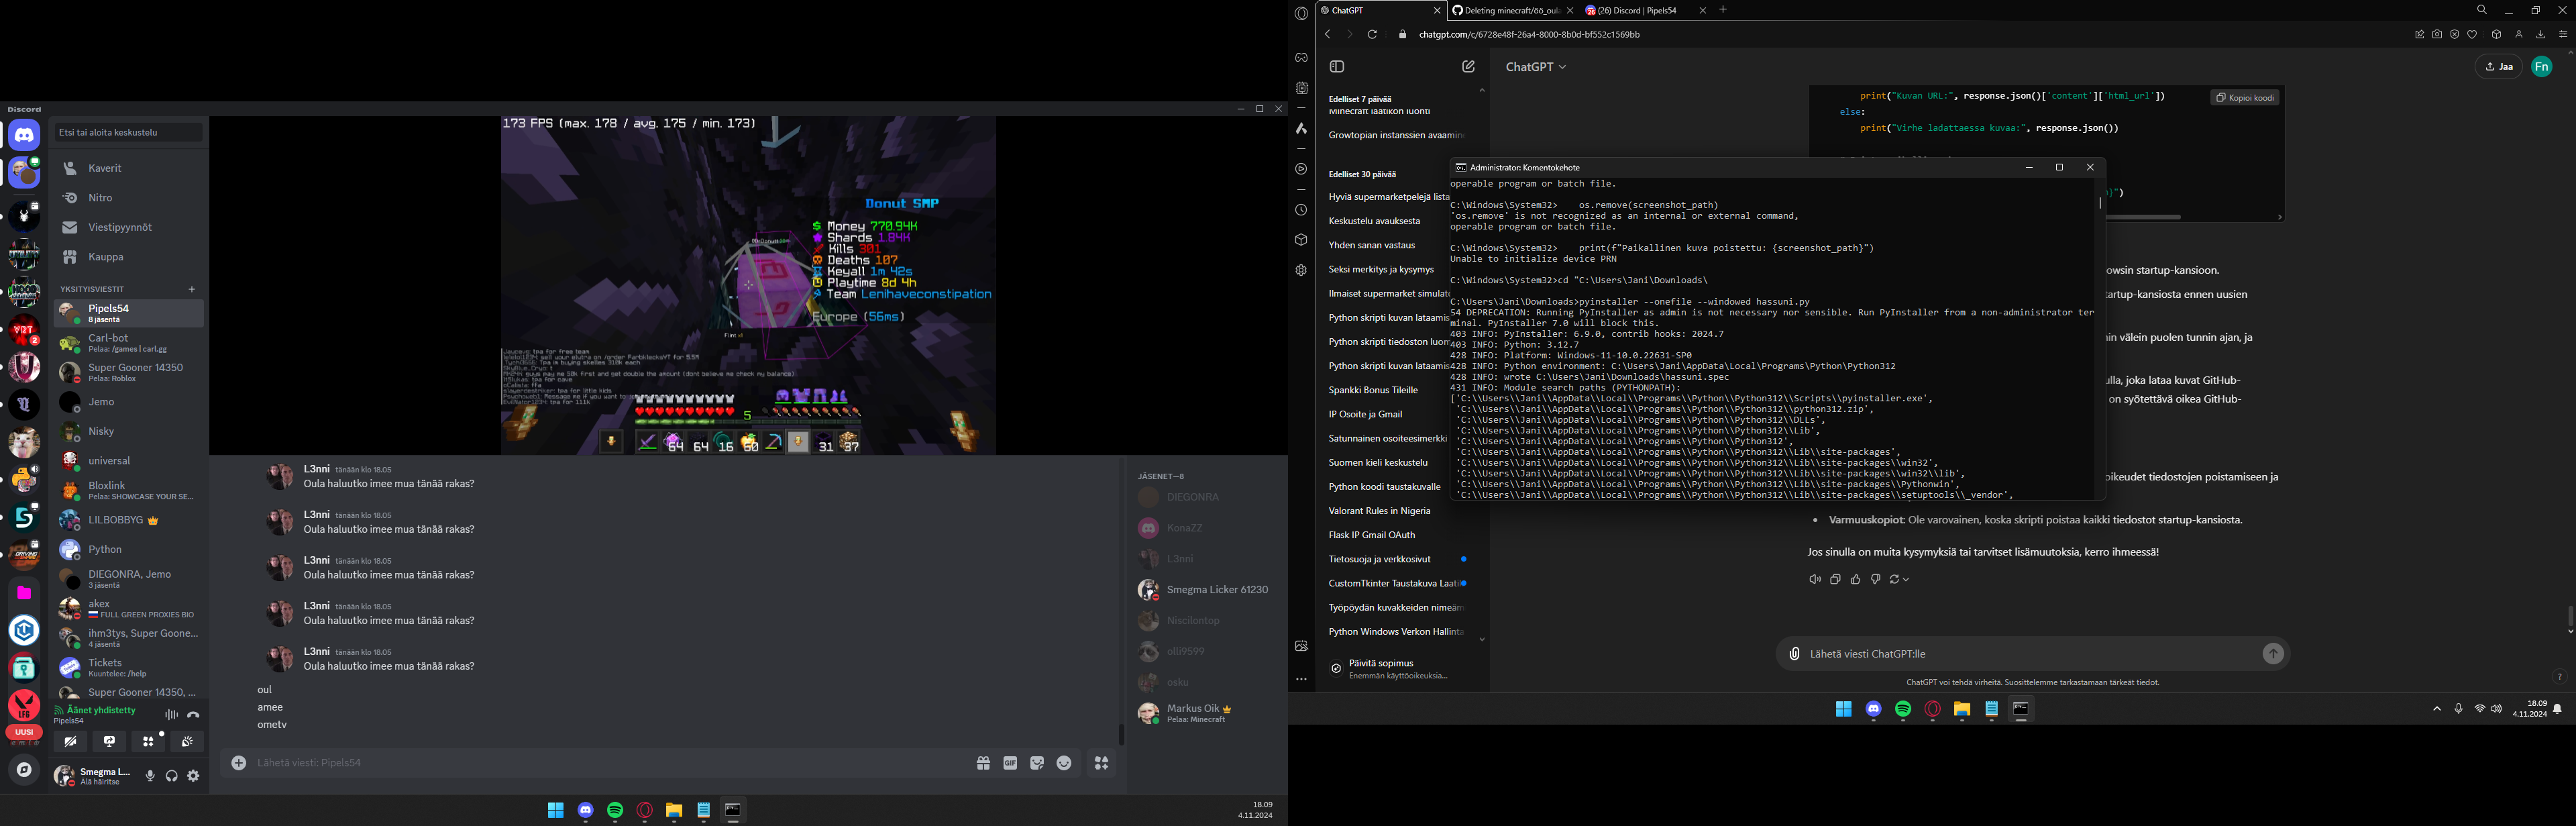 Discord
Etsi tai aloita keskustelu
Kaverit
Nitro
Viestipyynnöt
Kauppa
YKSITYISVIESTIT
Pipels54
8 jäsentä
Carl-bot
Pelaa: /games | carl.gg
Super Gooner 14350
Pelaa: Roblox
Jemo
Nisky
universal
Bloxlink
Pelaa: SHOWCASE YOUR SE...
LILBOBBYG
Python
DIEGONRA, Jemo
3 jäsentä
akex
FULL GREEN PROXIES BIO
ihm3tys, Super Goone...
4 jäsentä
Tickets
Kuuntelee: /help
Super Gooner 14350, ...
Äänet yhdistetty
Pipels54
UUSI
Smegma L...
Älä häiritse
173 FPS (max. 178 / avg. 175 / min. 173)
Donut SMP
$ Money 770.94K
Shards 1.84K
Kills 301
Deaths 107
Keyall 1m 42s
Playtime 8d 4h
Team Lenihaveconstipation
Europe (56ms)
5
64 64 16 60 31 37
L3nni tänään klo 18.05
Oula haluutko imee mua tänää rakas?
L3nni tänään klo 18.05
Oula haluutko imee mua tänää rakas?
L3nni tänään klo 18.05
Oula haluutko imee mua tänää rakas?
L3nni tänään klo 18.05
Oula haluutko imee mua tänää rakas?
L3nni tänään klo 18.05
Oula haluutko imee mua tänää rakas?
oul
amee
ometv
Lähetä viesti: Pipels54
GIF
JÄSENET—8
DIEGONRA
KonaZZ
L3nni
Smegma Licker 61230
Niscilontop
olli9599
osku
Markus Oik
Pelaa: Minecraft
18.09
4.11.2024
ChatGPT
Deleting minecraft/öö_oula
(26) Discord | Pipels54
chatgpt.com/c/6728e48f-26a4-8000-8b0d-bf552c1569bb
ChatGPT
Jaa
Fn
Edelliset 7 päivää
Minecraft laatikon luonti
Growtopian instanssien avaamine
Edelliset 30 päivää
Hyviä supermarketpelejä lista
Keskustelu avauksesta
Yhden sanan vastaus
Seksi merkitys ja kysymys
Ilmaiset supermarket simulato
Python skripti kuvan lataamis
Python skripti tiedoston luom
Python skripti kuvan lataamis
Spankki Bonus Tileille
IP Osoite ja Gmail
Satunnainen osoiteesimerkki
Suomen kieli keskustelu
Python koodi taustakuvalle
Valorant Rules in Nigeria
Flask IP Gmail OAuth
Tietosuoja ja verkkosivut
CustomTkinter Taustakuva Laati
Työpöydän kuvakkeiden nimeäm
Python Windows Verkon Hallinta
Päivitä sopimus
Enemmän käyttöoikeuksia...
print("Kuvan URL:", response.json()['content']['html_url'])
Kopioi koodi
else:
print("Virhe ladattaessa kuvaa:", response.json())
}")
Administrator: Komentokehote
operable program or batch file.
C:\Windows\System32>    os.remove(screenshot_path)
'os.remove' is not recognized as an internal or external command,
operable program or batch file.
C:\Windows\System32>    print(f"Paikallinen kuva poistettu: {screenshot_path}")
Unable to initialize device PRN
C:\Windows\System32>cd "C:\Users\Jani\Downloads\
C:\Users\Jani\Downloads>pyinstaller --onefile --windowed hassuni.py
54 DEPRECATION: Running PyInstaller as admin is not necessary nor sensible. Run PyInstaller from a non-administrator ter
minal. PyInstaller 7.0 will block this.
403 INFO: PyInstaller: 6.9.0, contrib hooks: 2024.7
403 INFO: Python: 3.12.7
428 INFO: Platform: Windows-11-10.0.22631-SP0
428 INFO: Python environment: C:\Users\Jani\AppData\Local\Programs\Python\Python312
428 INFO: wrote C:\Users\Jani\Downloads\hassuni.spec
431 INFO: Module search paths (PYTHONPATH):
['C:\\Users\\Jani\\AppData\\Local\\Programs\\Python\\Python312\\Scripts\\pyinstaller.exe',
'C:\\Users\\Jani\\AppData\\Local\\Programs\\Python\\Python312\\python312.zip',
'C:\\Users\\Jani\\AppData\\Local\\Programs\\Python\\Python312\\DLLs',
'C:\\Users\\Jani\\AppData\\Local\\Programs\\Python\\Python312\\Lib',
'C:\\Users\\Jani\\AppData\\Local\\Programs\\Python\\Python312',
'C:\\Users\\Jani\\AppData\\Local\\Programs\\Python\\Python312\\Lib\\site-packages',
'C:\\Users\\Jani\\AppData\\Local\\Programs\\Python\\Python312\\Lib\\site-packages\\win32',
'C:\\Users\\Jani\\AppData\\Local\\Programs\\Python\\Python312\\Lib\\site-packages\\win32\\lib',
'C:\\Users\\Jani\\AppData\\Local\\Programs\\Python\\Python312\\Lib\\site-packages\\Pythonwin',
'C:\\Users\\Jani\\AppData\\Local\\Programs\\Python\\Python312\\Lib\\site-packages\\setuptools\\_vendor',
owsin startup-kansioon.
tartup-kansiosta ennen uusien
in välein puolen tunnin ajan, ja
lla, joka lataa kuvat GitHub-
on syötettävä oikea GitHub-
oikeudet tiedostojen poistamiseen ja
• Varmuuskopiot: Ole varovainen, koska skripti poistaa kaikki tiedostot startup-kansiosta.
Jos sinulla on muita kysymyksiä tai tarvitset lisämuutoksia, kerro ihmeessä!
Lähetä viesti ChatGPT:lle
ChatGPT voi tehdä virheitä. Suosittelemme tarkastamaan tärkeät tiedot.
?
18.09
4.11.2024